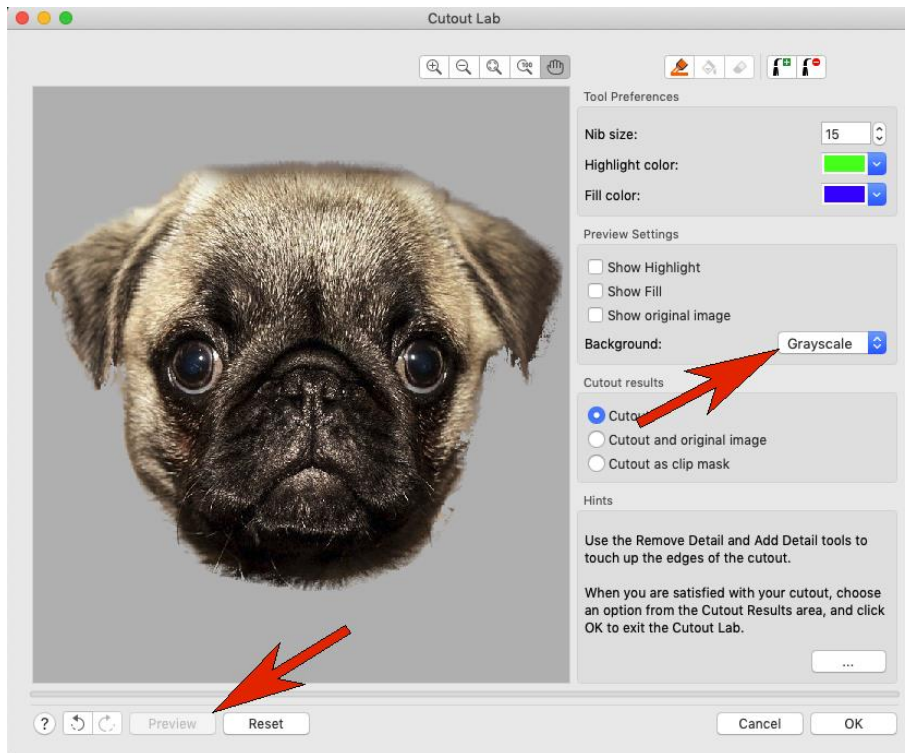 Cutout Lab
100
Tool Preferences
Nib size: 15
Highlight color:
Fill color:
Preview Settings
Show Highlight
Show Fill
Show original image
Background: Grayscale
Cutout results
Cutout and original image
Cutout as clip mask
Hints
Use the Remove Detail and Add Detail tools to
touch up the edges of the cutout.
When you are satisfied with your cutout, choose
an option from the Cutout Results area, and click
OK to exit the Cutout Lab.
...
? Preview Reset Cancel OK